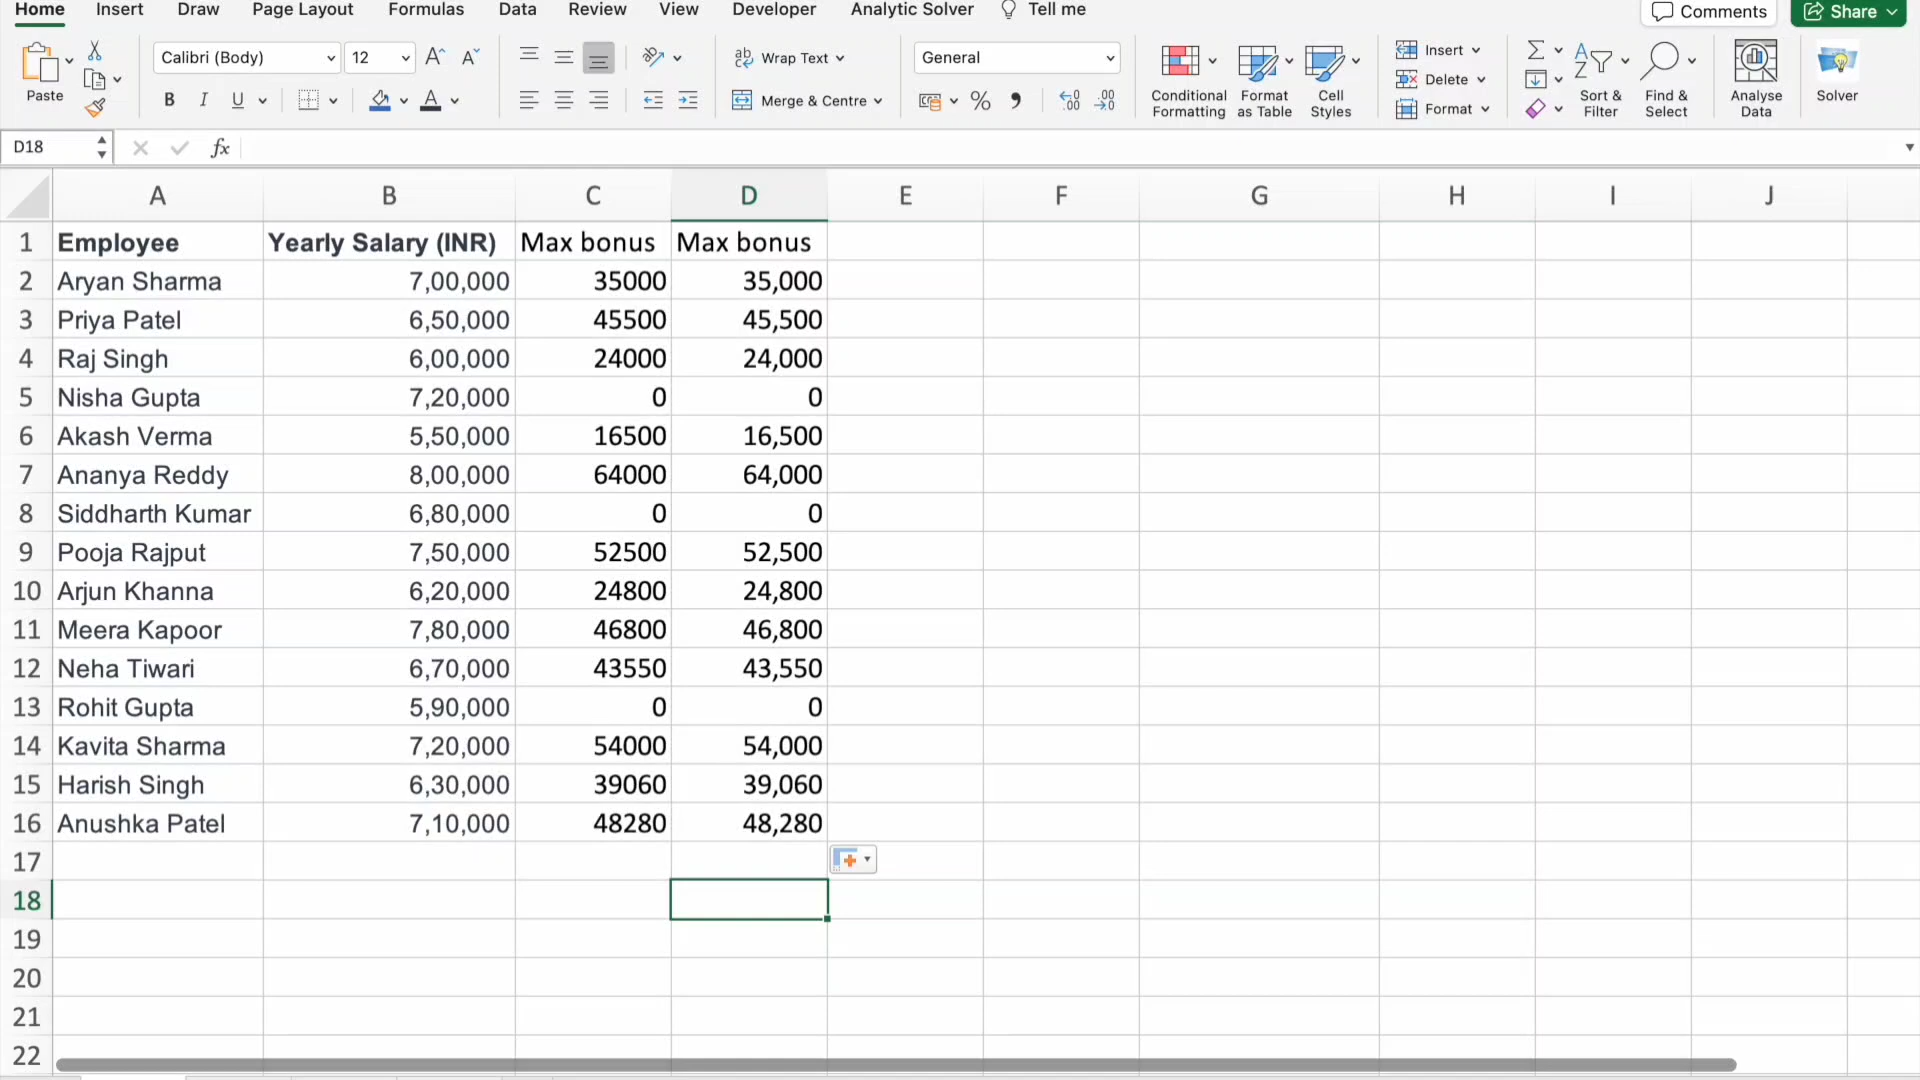 Home Insert Draw Page Layout Formulas Data Review View Developer Analytic Solver Tell me Comments Share
Paste Calibri (Body) 12 A A Wrap Text General Conditional Formatting Format as Table Cell Styles Insert Sort & Filter Find & Select Analyse Data Solver
B I U A Merge & Centre % Delete
Format
D18 fx
A B C D E F G H I J
1 Employee Yearly Salary (INR) Max bonus Max bonus
2 Aryan Sharma 7,00,000 35000 35,000
3 Priya Patel 6,50,000 45500 45,500
4 Raj Singh 6,00,000 24000 24,000
5 Nisha Gupta 7,20,000 0 0
6 Akash Verma 5,50,000 16500 16,500
7 Ananya Reddy 8,00,000 64000 64,000
8 Siddharth Kumar 6,80,000 0 0
9 Pooja Rajput 7,50,000 52500 52,500
10 Arjun Khanna 6,20,000 24800 24,800
11 Meera Kapoor 7,80,000 46800 46,800
12 Neha Tiwari 6,70,000 43550 43,550
13 Rohit Gupta 5,90,000 0 0
14 Kavita Sharma 7,20,000 54000 54,000
15 Harish Singh 6,30,000 39060 39,060
16 Anushka Patel 7,10,000 48280 48,280
17
18
19
20
21
22